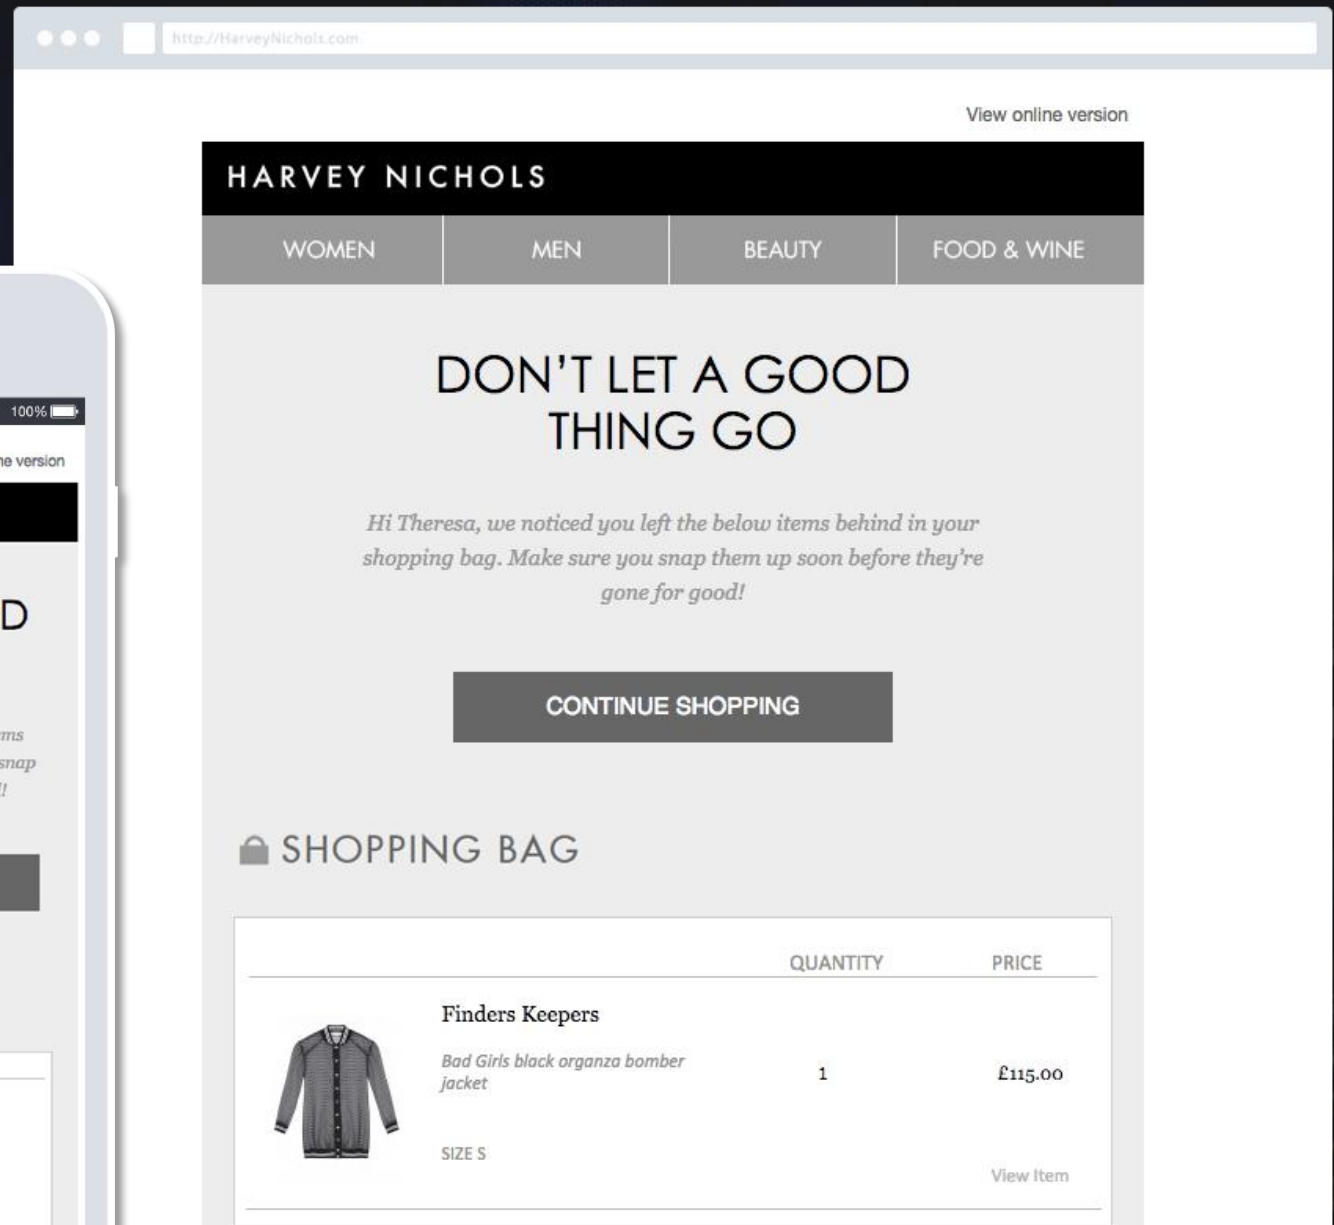 http://HarveyNichols.com
View online version
HARVEY NICHOLS
WOMEN MEN BEAUTY FOOD & WINE
DON'T LET A GOOD
THING GO
Hi Theresa, we noticed you left the below items behind in your
shopping bag. Make sure you snap them up soon before they're
gone for good!
CONTINUE SHOPPING
SHOPPING BAG
QUANTITY PRICE
Finders Keepers
Bad Girls black organza bomber
jacket
1 £115.00
SIZE S
View Item
100%
ne version
D
ms
snap
!